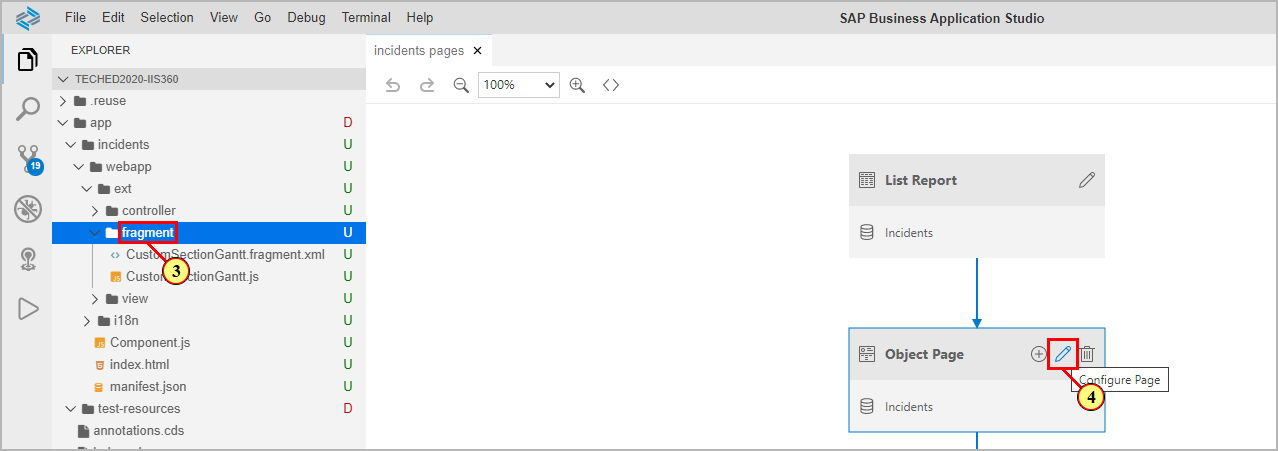 File Edit Selection View Go Debug Terminal Help SAP Business Application Studio
EXPLORER
incidents pages ×
TECHED2020-IIS360
100%
.reuse
app D
incidents U
webapp U
ext U
controller U
fragment U
CustomSectionGantt.fragment.xml U
3
JS CustomSectionGantt.js U
view U
i18n U
JS Component.js U
index.html U
manifest.json U
test-resources D
annotations.cds
19
List Report
Incidents
Object Page
Configure Page
4
Incidents